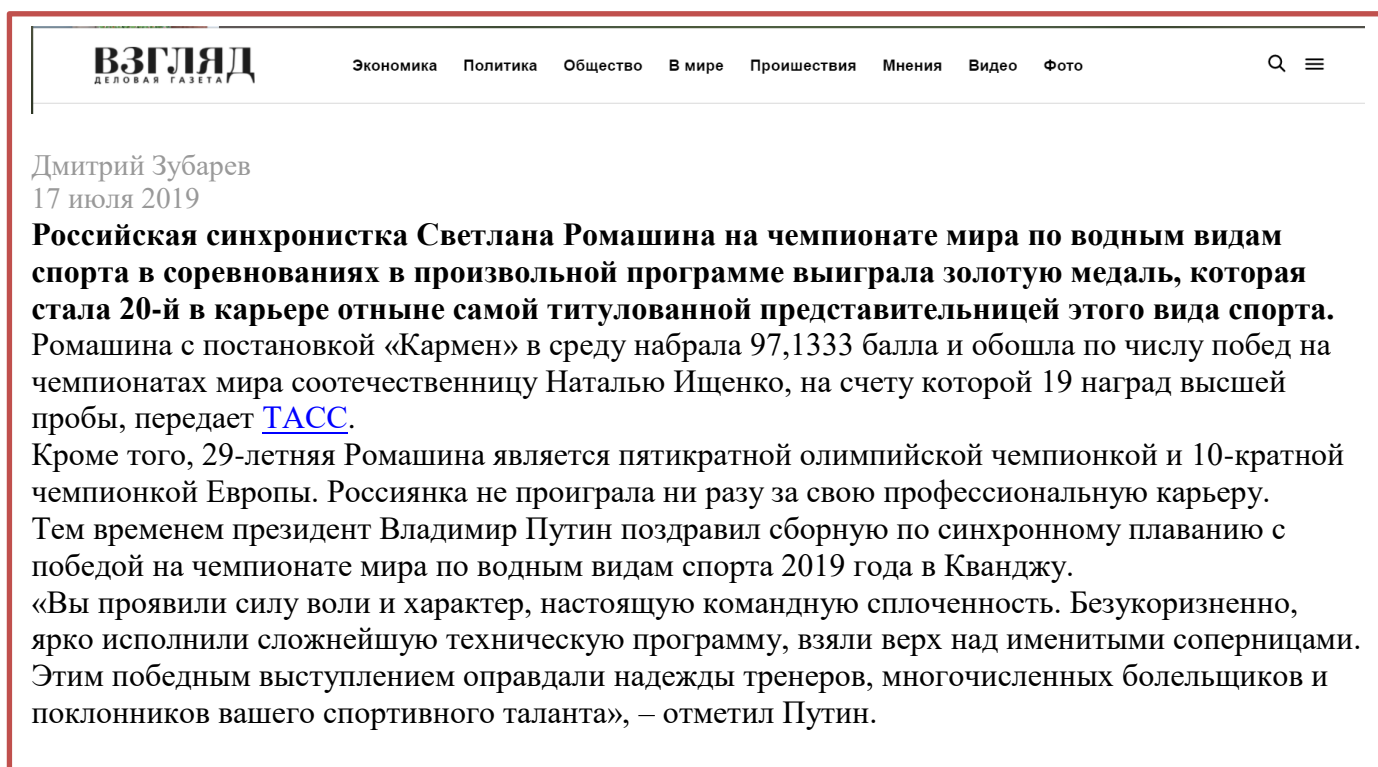 ВЗГЛЯД
ДЕЛОВАЯ ГАЗЕТА
Экономика Политика Общество В мире Проишествия Мнения Видео Фото
Дмитрий Зубарев
17 июля 2019
Российская синхронистка Светлана Ромашина на чемпионате мира по водным видам
спорта в соревнованиях в произвольной программе выиграла золотую медаль, которая
стала 20-й в карьере отныне самой титулованной представительницей этого вида спорта.
Ромашина с постановкой «Кармен» в среду набрала 97,1333 балла и обошла по числу побед на
чемпионатах мира соотечественницу Наталью Ищенко, на счету которой 19 наград высшей
пробы, передает ТАСС.
Кроме того, 29-летняя Ромашина является пятикратной олимпийской чемпионкой и 10-кратной
чемпионкой Европы. Россиянка не проиграла ни разу за свою профессиональную карьеру.
Тем временем президент Владимир Путин поздравил сборную по синхронному плаванию с
победой на чемпионате мира по водным видам спорта 2019 года в Кванджу.
«Вы проявили силу воли и характер, настоящую командную сплоченность. Безукоризненно,
ярко исполнили сложнейшую техническую программу, взяли верх над именитыми соперницами.
Этим победным выступлением оправдали надежды тренеров, многочисленных болельщиков и
поклонников вашего спортивного таланта», – отметил Путин.